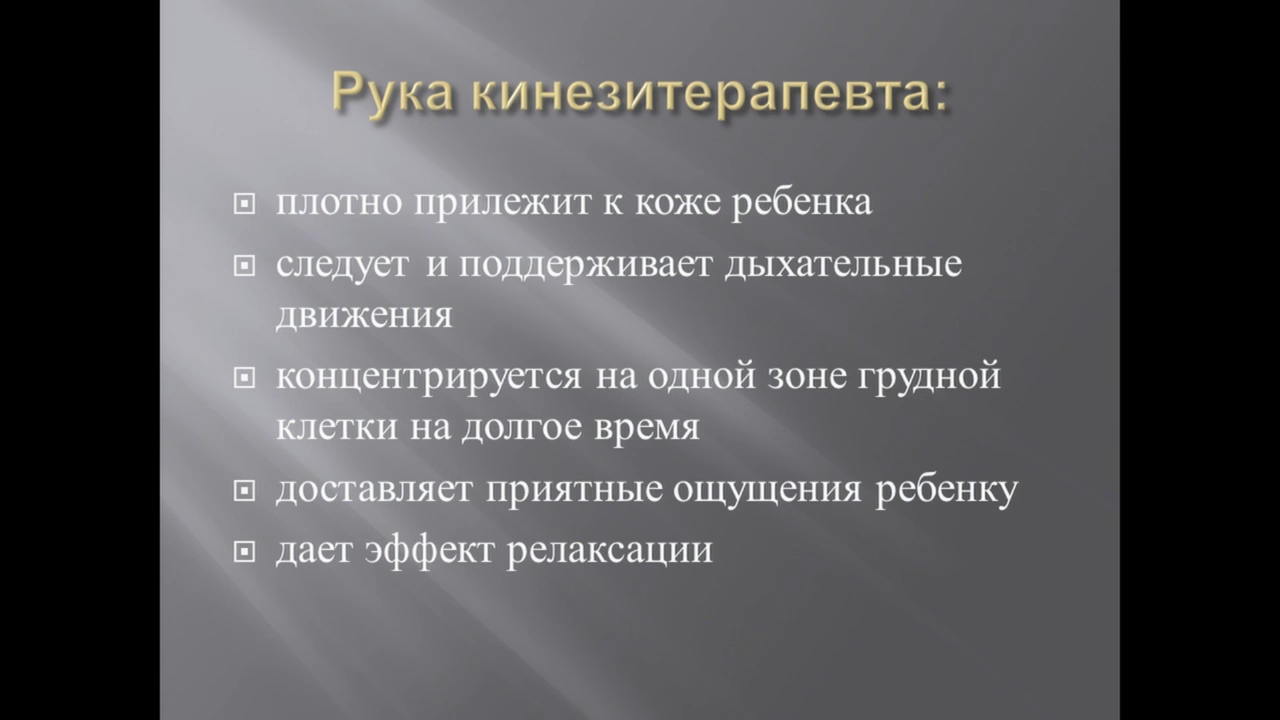 Рука кинезитерапевта:
плотно прилежит к коже ребенка
следует и поддерживает дыхательные
движения
концентрируется на одной зоне грудной
клетки на долгое время
доставляет приятные ощущения ребенку
дает эффект релаксации